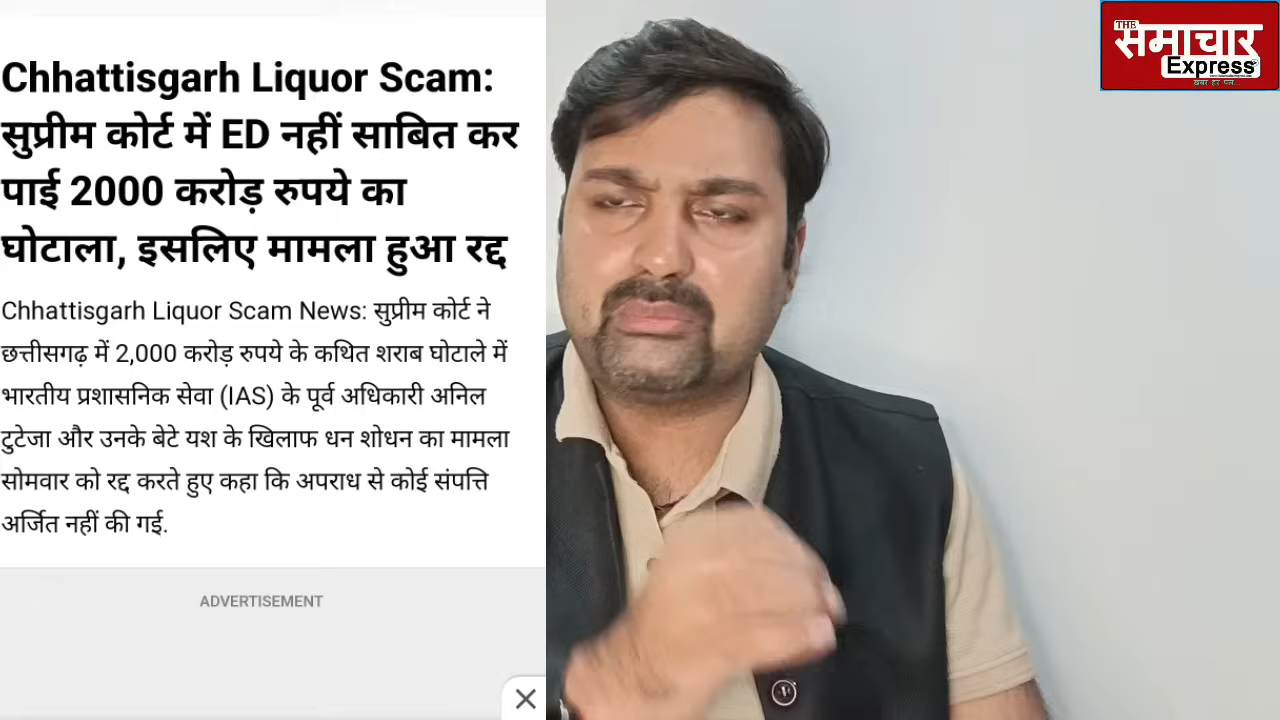 Chhattisgarh Liquor Scam:
सुप्रीम कोर्ट में ED नहीं साबित कर
पाई 2000 करोड़ रुपये का
घोटाला, इसलिए मामला हुआ रद्द
Chhattisgarh Liquor Scam News: सुप्रीम कोर्ट ने
छत्तीसगढ़ में 2,000 करोड़ रुपये के कथित शराब घोटाले में
भारतीय प्रशासनिक सेवा (IAS) के पूर्व अधिकारी अनिल
टुटेजा और उनके बेटे यश के खिलाफ धन शोधन का मामला
सोमवार को रद्द करते हुए कहा कि अपराध से कोई संपत्ति
अर्जित नहीं की गई.
ADVERTISEMENT
THE
समाचार
Express